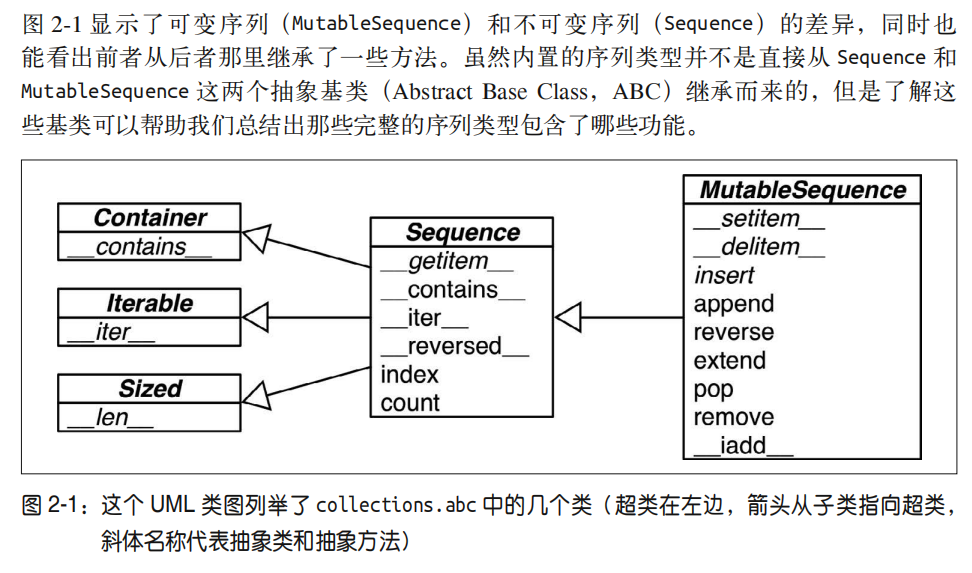 图 2-1 显示了可变序列（MutableSequence）和不可变序列（Sequence）的差异，同时也
能看出前者从后者那里继承了一些方法。虽然内置的序列类型并不是直接从 Sequence 和
MutableSequence 这两个抽象基类（Abstract Base Class，ABC）继承而来的，但是了解这
些基类可以帮助我们总结出那些完整的序列类型包含了哪些功能。
Container
__contains__
Iterable
__iter__
Sized
__len__
Sequence
__getitem__
__contains__
__iter__
__reversed__
index
count
MutableSequence
__setitem__
__delitem__
insert
append
reverse
extend
pop
remove
__iadd__
图 2-1：这个 UML 类图列举了 collections.abc 中的几个类（超类在左边，箭头从子类指向超类，
斜体名称代表抽象类和抽象方法）